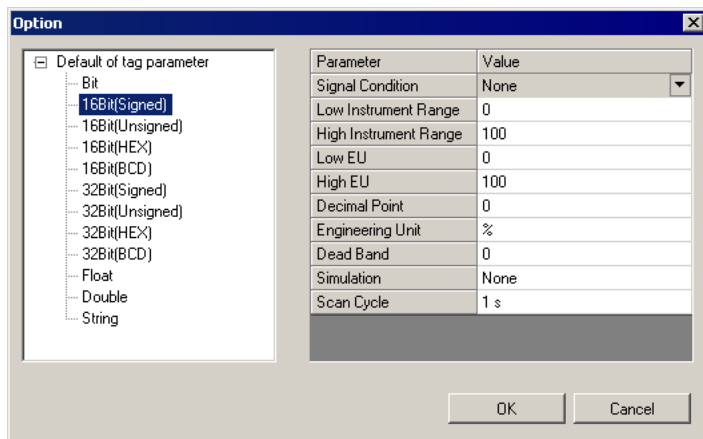 Option
Default of tag parameter
Bit
16Bit(Signed)
16Bit(Unsigned)
16Bit(HEX)
16Bit(BCD)
32Bit(Signed)
32Bit(Unsigned)
32Bit(HEX)
32Bit(BCD)
Float
Double
String
Parameter Value
Signal Condition None
Low Instrument Range 0
High Instrument Range 100
Low EU 0
High EU 100
Decimal Point 0
Engineering Unit %
Dead Band 0
Simulation None
Scan Cycle 1 s
OK Cancel